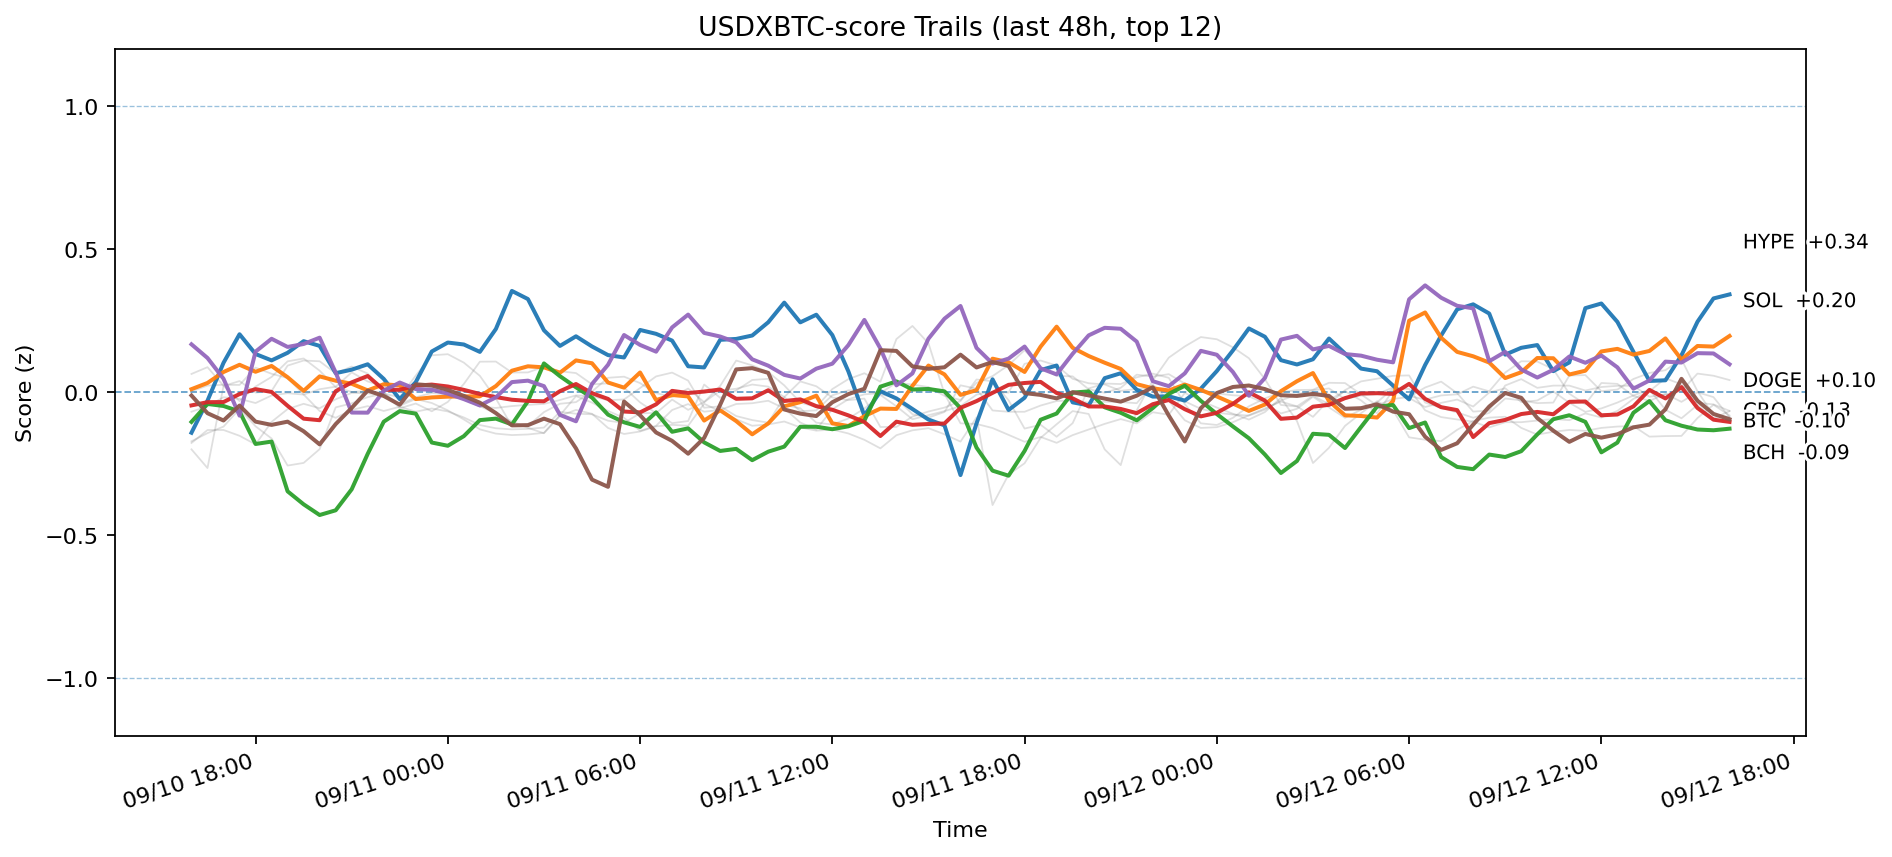 USDXBTC-score Trails (last 48h, top 12)
Score (z)
1.0
0.5
0.0
−0.5
−1.0
HYPE +0.34
SOL +0.20
DOGE +0.10
CRO -0.13
BTC -0.10
BCH -0.09
09/10 18:00
09/11 00:00
09/11 06:00
09/11 12:00
09/11 18:00
09/12 00:00
09/12 06:00
09/12 12:00
09/12 18:00
Time